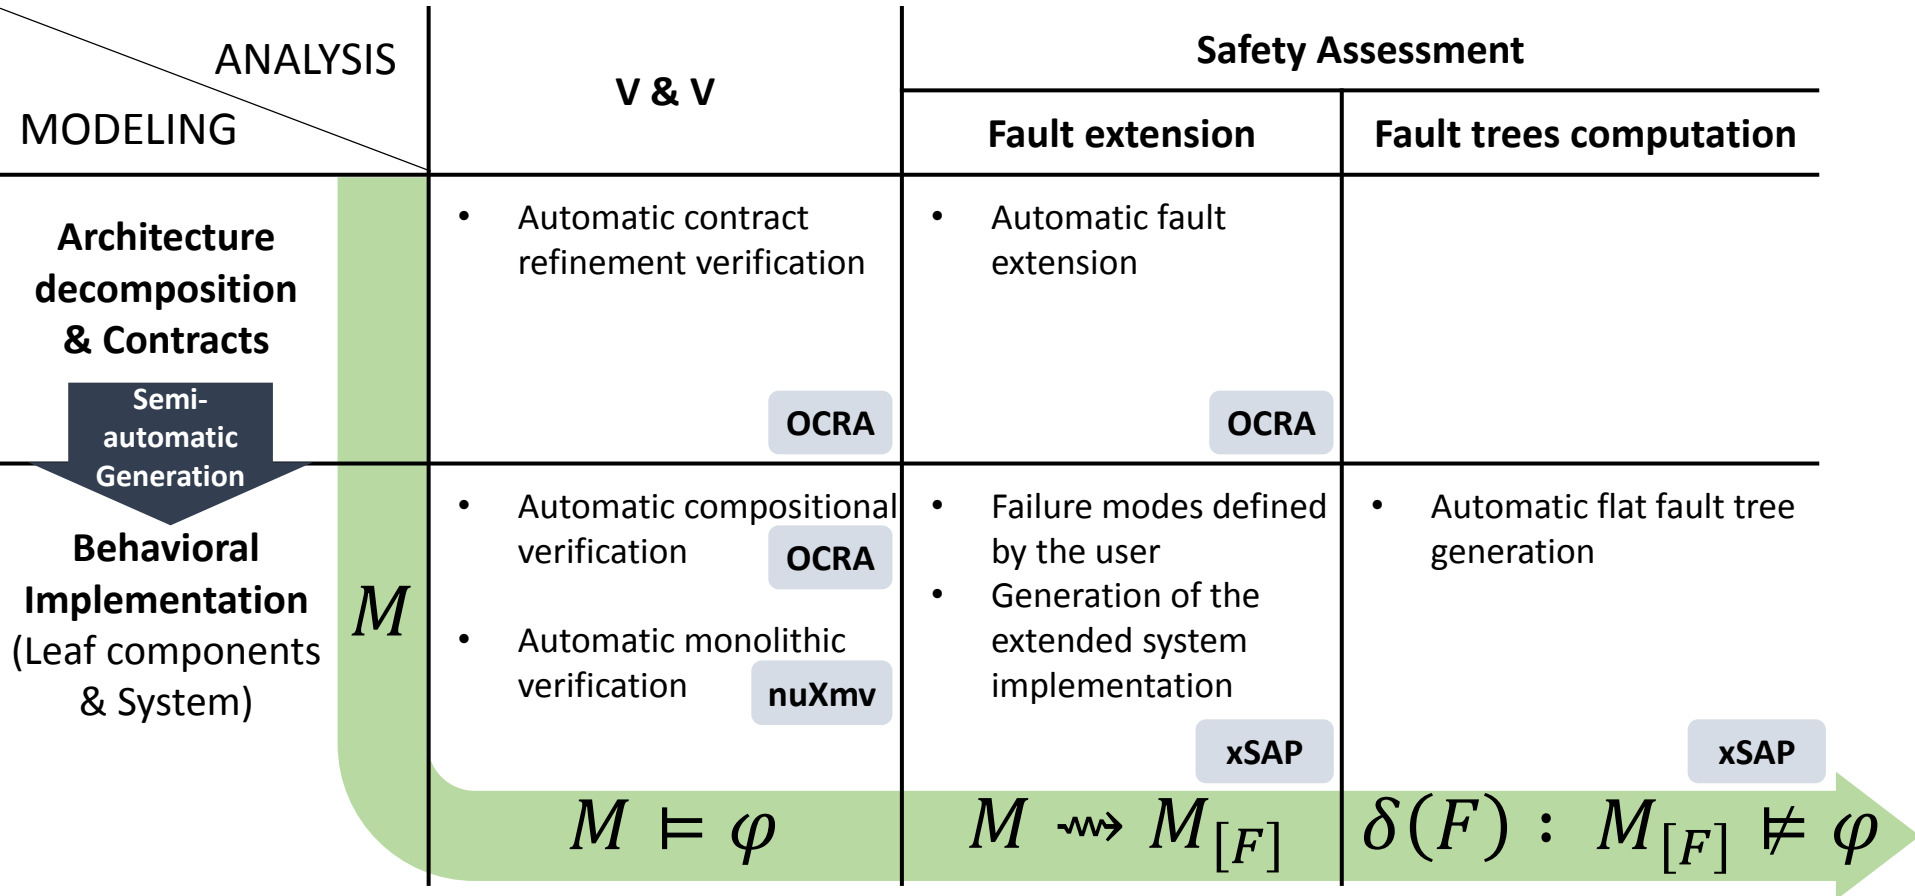 ANALYSIS
MODELING
V & V
Safety Assessment
Fault extension
Fault trees computation
Architecture
decomposition
& Contracts
• Automatic contract
refinement verification
OCRA
• Automatic fault
extension
OCRA
Semi-
automatic
Generation
Behavioral
Implementation
(Leaf components
& System)
M
• Automatic compositional
verification
OCRA
• Automatic monolithic
verification
nuXmv
• Failure modes defined
by the user
• Generation of the
extended system
implementation
xSAP
• Automatic flat fault tree
generation
xSAP
M ⊨ φ
M ⇝ M[F]
δ(F) : M[F] ⊭ φ